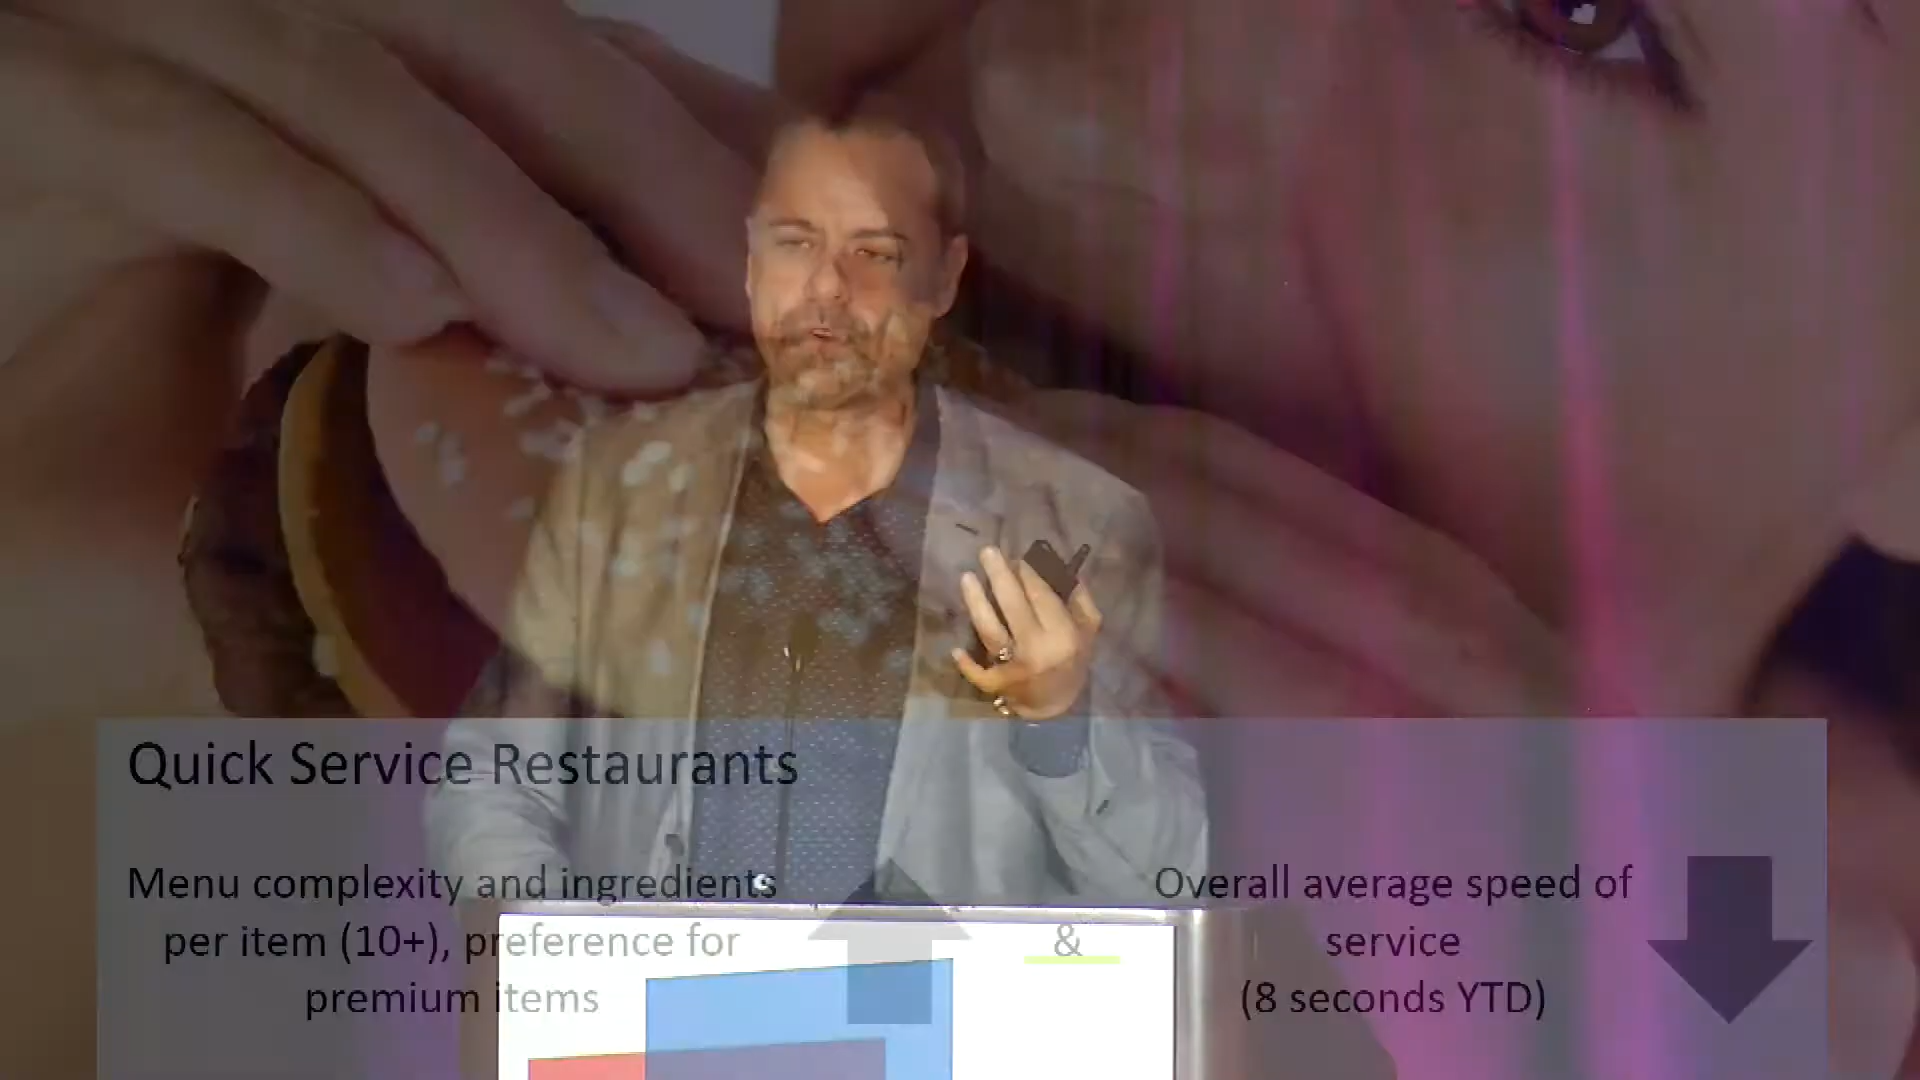 Quick Service Restaurants
Menu complexity and ingredients
per item (10+), preference for
premium items
&
Overall average speed of
service
(8 seconds YTD)